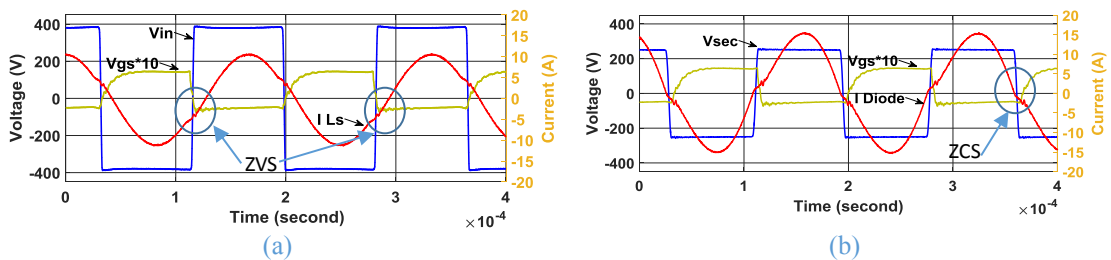 400
200
0
-200
-400
Voltage (V)
Vin
Vgs*10
I Ls
ZVS
20
15
10
5
0
-5
-10
-15
-20
Current (A)
0
1
2
3
4
Time (second)
×10⁻⁴
(a)
400
200
0
-200
-400
Voltage (V)
Vsec
Vgs*10
I Diode
ZCS
20
15
10
5
0
-5
-10
-15
-20
Current (A)
0
1
2
3
4
Time (second)
×10⁻⁴
(b)